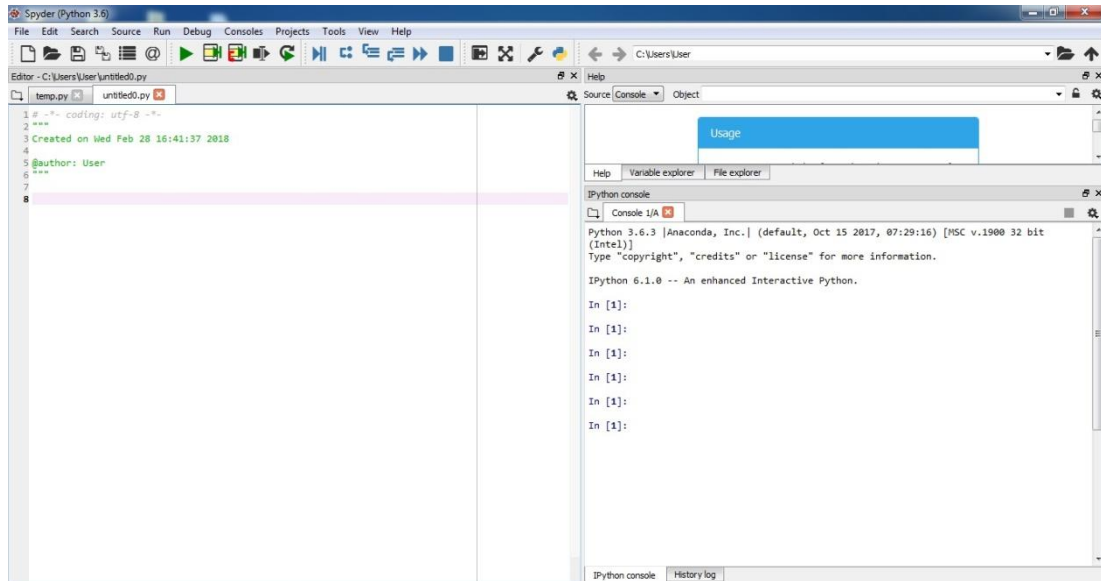 Spyder (Python 3.6)
File Edit Search Source Run Debug Consoles Projects Tools View Help
C:\Users\User
Editor - C:\Users\User\untitled0.py
temp.py untitled0.py
1 # -*- coding: utf-8 -*-
2 """
3 Created on Wed Feb 28 16:41:37 2018
4
5 @author: User
6 """
7
8
Help
Source Console Object
Usage
Help Variable explorer File explorer
IPython console
Console 1/A
Python 3.6.3 |Anaconda, Inc.| (default, Oct 15 2017, 07:29:16) [MSC v.1900 32 bit
(Intel)]
Type "copyright", "credits" or "license" for more information.
IPython 6.1.0 -- An enhanced Interactive Python.
In [1]:
In [1]:
In [1]:
In [1]:
In [1]:
In [1]:
IPython console History log